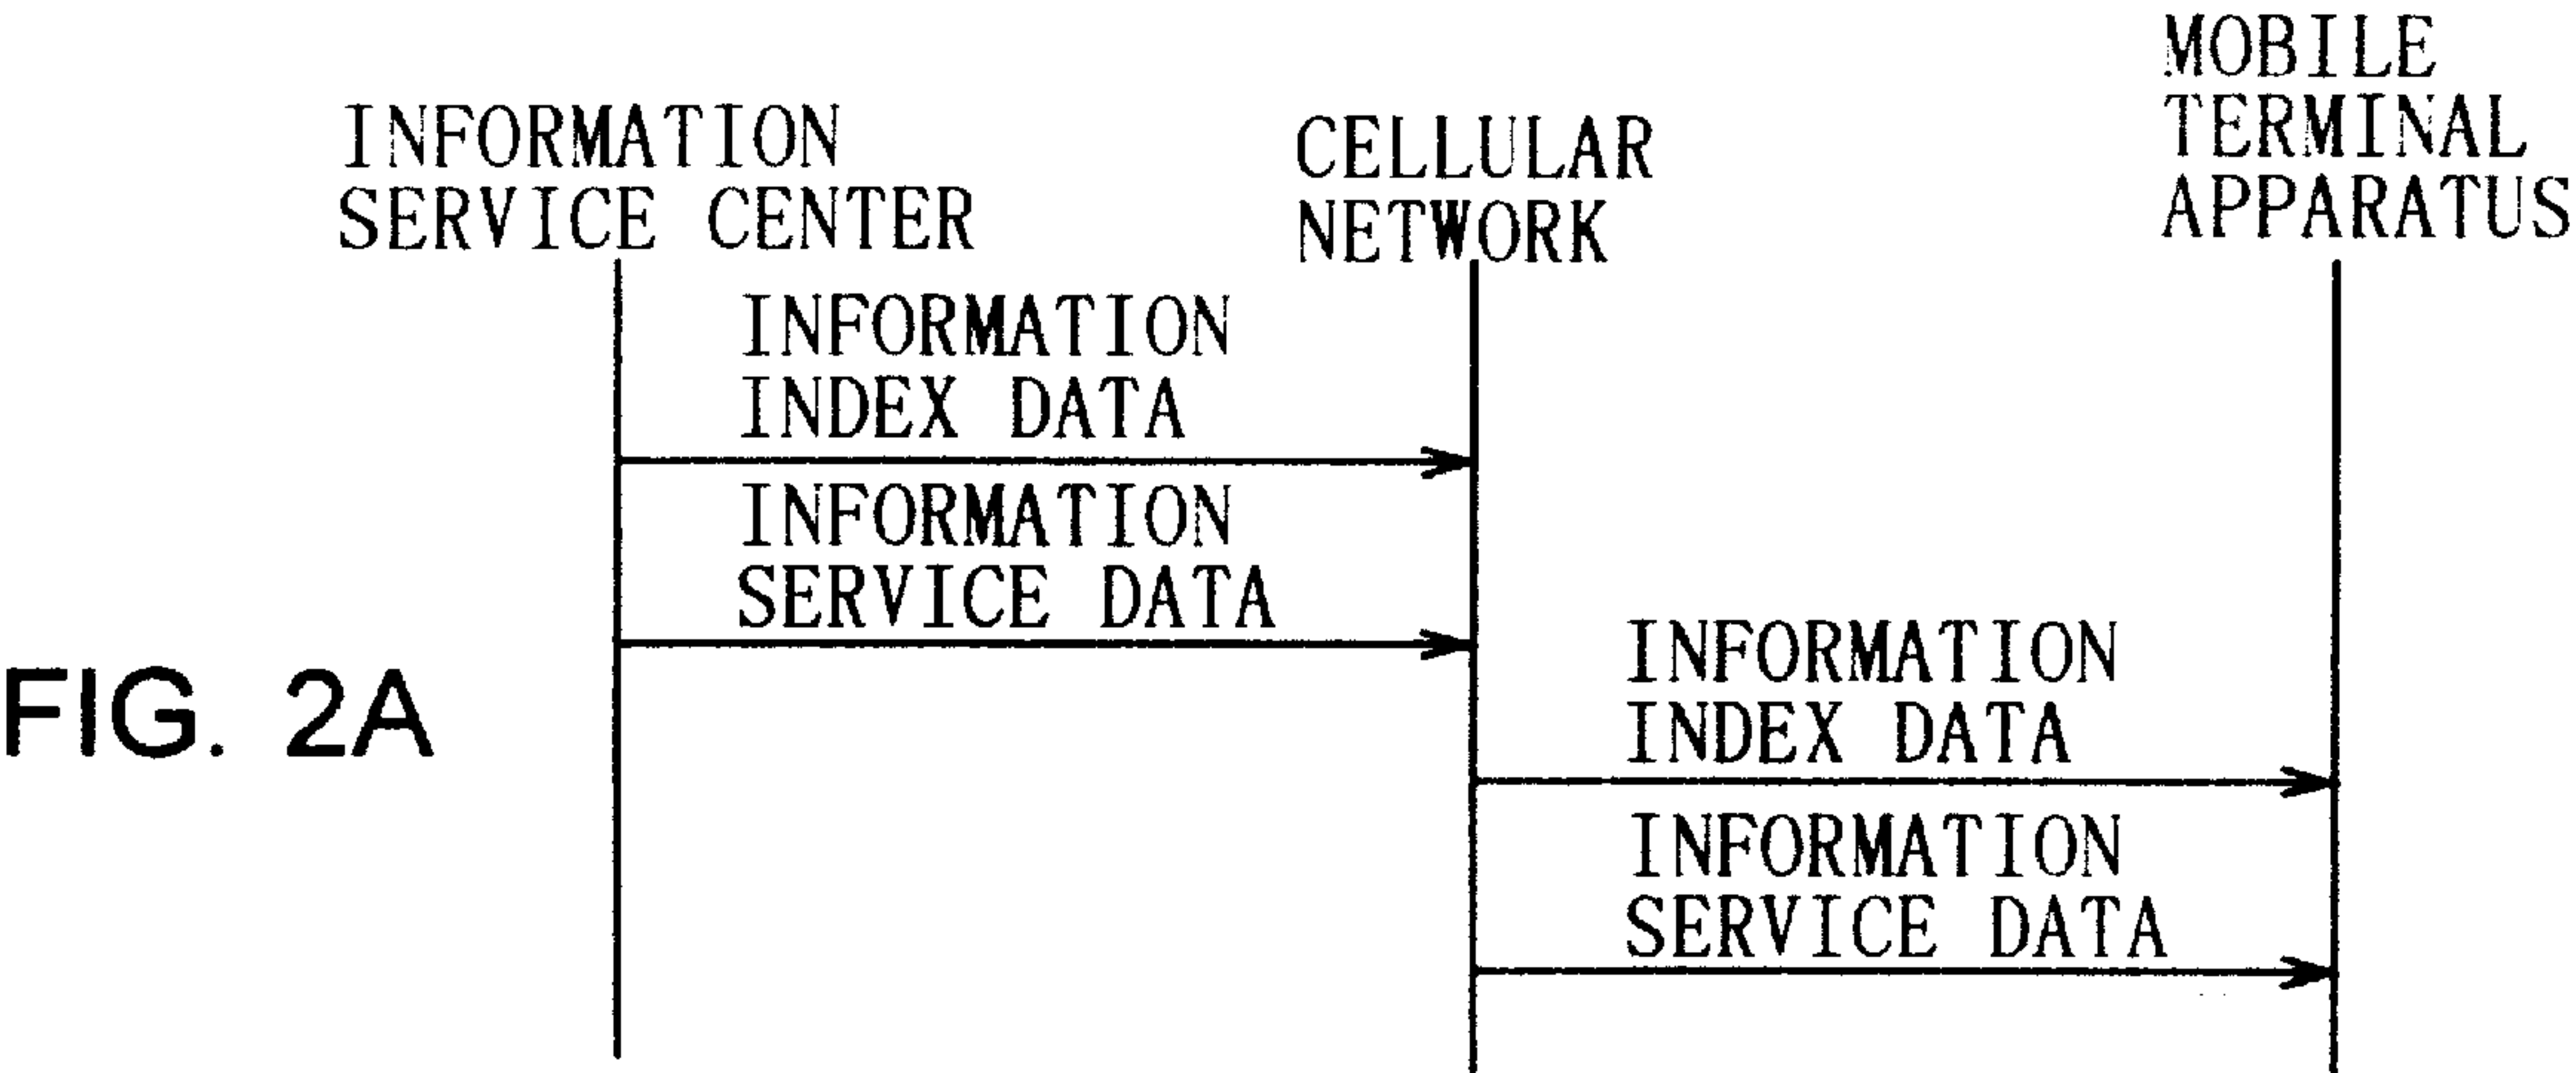 MOBILE
TERMINAL
APPARATUS
INFORMATION
SERVICE CENTER
CELLULAR
NETWORK
INFORMATION
INDEX DATA
INFORMATION
SERVICE DATA
INFORMATION
INDEX DATA
INFORMATION
SERVICE DATA
FIG. 2A